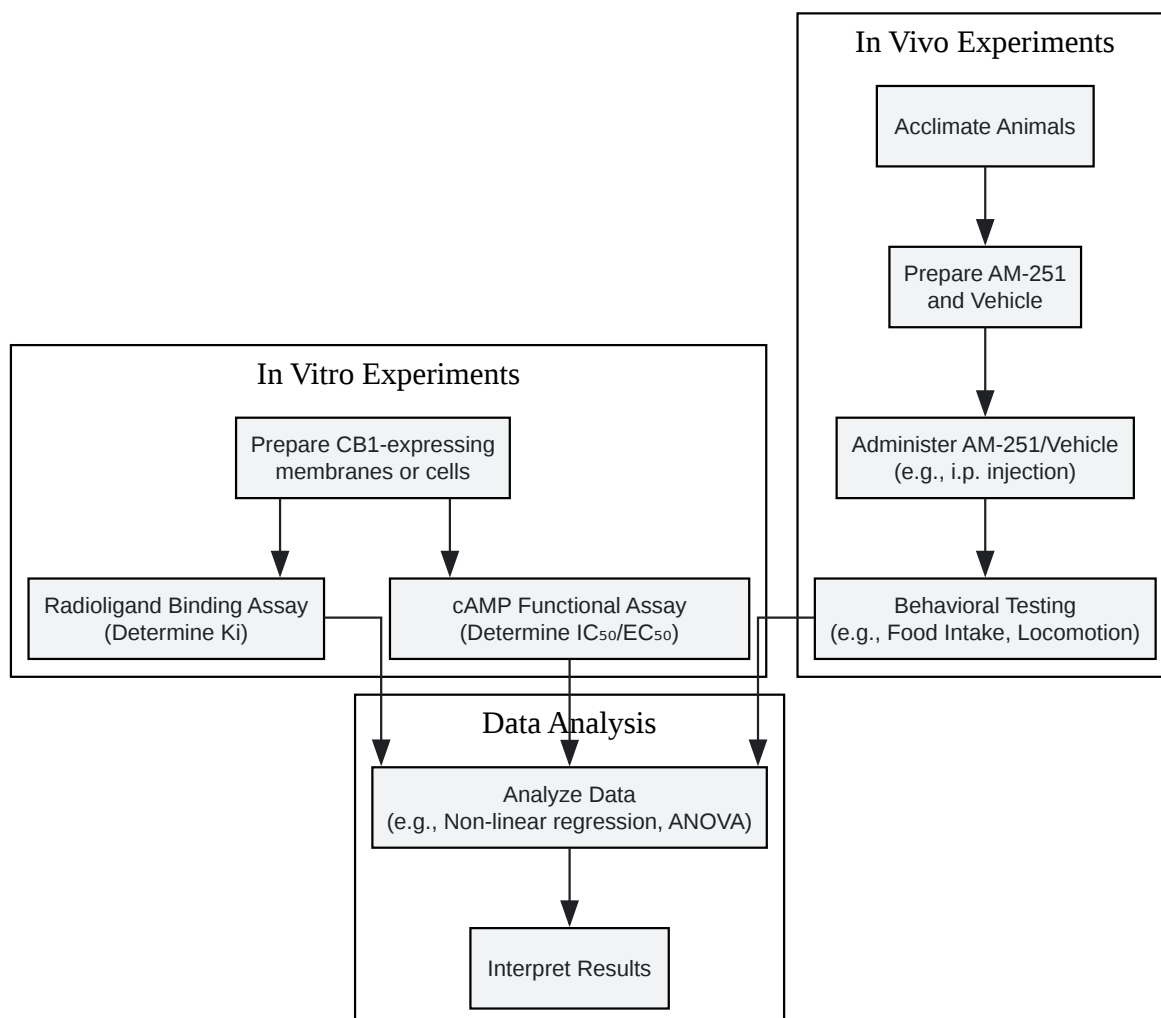 In Vivo Experiments
Acclimate Animals
Prepare AM-251
and Vehicle
Administer AM-251/Vehicle
(e.g., i.p. injection)
Behavioral Testing
(e.g., Food Intake, Locomotion)
In Vitro Experiments
Prepare CB1-expressing
membranes or cells
Radioligand Binding Assay
(Determine Ki)
cAMP Functional Assay
(Determine IC₅₀/EC₅₀)
Data Analysis
Analyze Data
(e.g., Non-linear regression, ANOVA)
Interpret Results